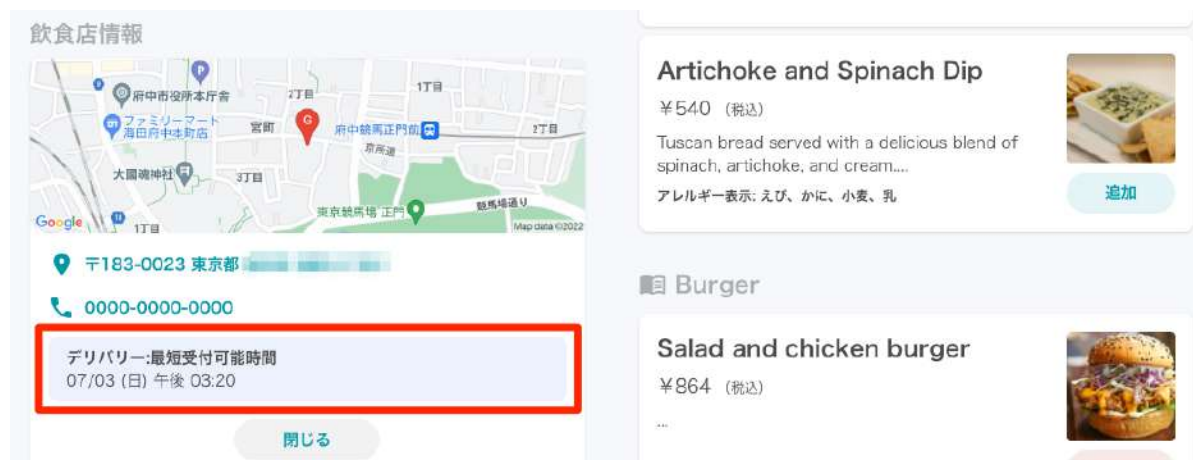 飲食店情報
府中市役所本庁舎
2丁目
1丁目
ファミリーマート
海田府中本町店
宮町
府中競馬正門前
2丁目
京所道
大國魂神社
3丁目
東京競馬場 正門
競馬場通り
Google
1丁目
Map data ©2022
〒183-0023 東京都
0000-0000-0000
デリバリー:最短受付可能時間
07/03 (日) 午後 03:20
閉じる
Artichoke and Spinach Dip
¥540 (税込)
Tuscan bread served with a delicious blend of
spinach, artichoke, and cream....
アレルギー表示: えび、かに、小麦、乳
追加
Burger
Salad and chicken burger
¥864 (税込)
...